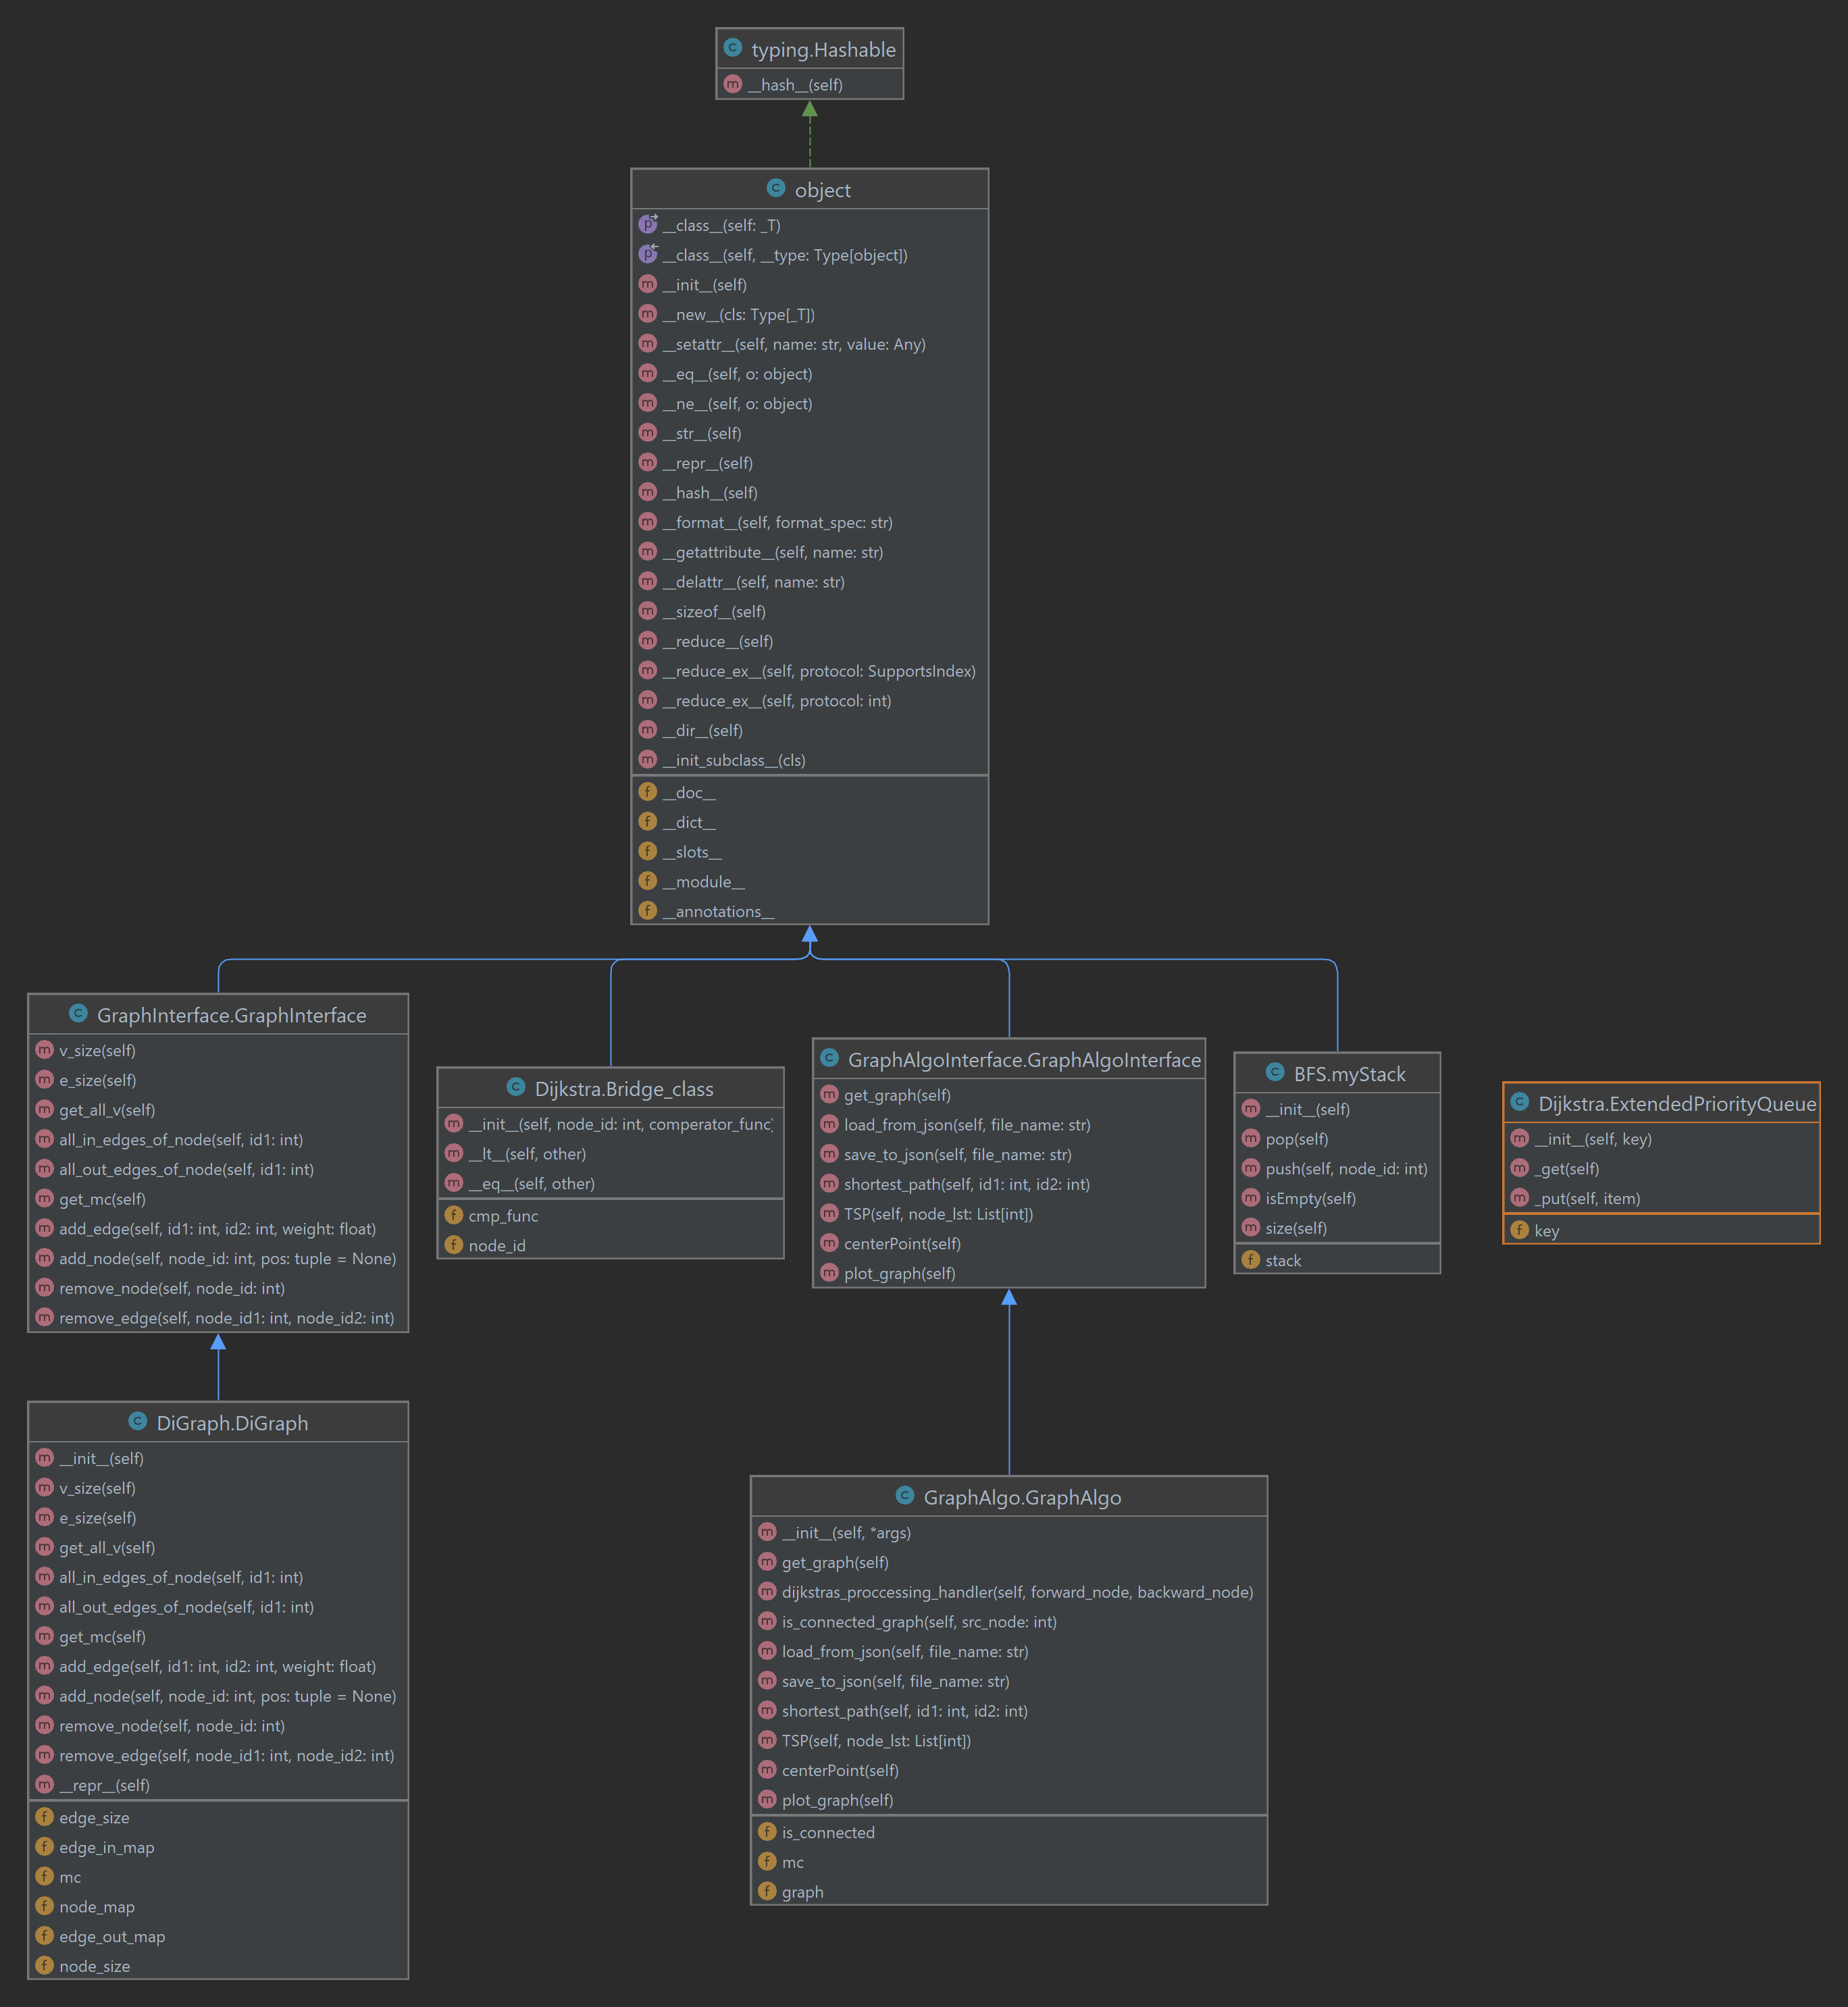 typing.Hashable
__hash__(self)
object
__class__(self: _T)
__class__(self, __type: Type[object])
__init__(self)
__new__(cls: Type[_T])
__setattr__(self, name: str, value: Any)
__eq__(self, o: object)
__ne__(self, o: object)
__str__(self)
__repr__(self)
__hash__(self)
__format__(self, format_spec: str)
__getattribute__(self, name: str)
__delattr__(self, name: str)
__sizeof__(self)
__reduce__(self)
__reduce_ex__(self, protocol: SupportsIndex)
__reduce_ex__(self, protocol: int)
__dir__(self)
__init_subclass__(cls)
__doc__
__dict__
__slots__
__module__
__annotations__
GraphInterface.GraphInterface
v_size(self)
e_size(self)
get_all_v(self)
all_in_edges_of_node(self, id1: int)
all_out_edges_of_node(self, id1: int)
get_mc(self)
add_edge(self, id1: int, id2: int, weight: float)
add_node(self, node_id: int, pos: tuple = None)
remove_node(self, node_id: int)
remove_edge(self, node_id1: int, node_id2: int)
Dijkstra.Bridge_class
__init__(self, node_id: int, comperator_func)
__lt__(self, other)
__eq__(self, other)
cmp_func
node_id
GraphAlgoInterface.GraphAlgoInterface
get_graph(self)
load_from_json(self, file_name: str)
save_to_json(self, file_name: str)
shortest_path(self, id1: int, id2: int)
TSP(self, node_lst: List[int])
centerPoint(self)
plot_graph(self)
BFS.myStack
__init__(self)
pop(self)
push(self, node_id: int)
isEmpty(self)
size(self)
stack
Dijkstra.ExtendedPriorityQueue
__init__(self, key)
_get(self)
_put(self, item)
key
DiGraph.DiGraph
__init__(self)
v_size(self)
e_size(self)
get_all_v(self)
all_in_edges_of_node(self, id1: int)
all_out_edges_of_node(self, id1: int)
get_mc(self)
add_edge(self, id1: int, id2: int, weight: float)
add_node(self, node_id: int, pos: tuple = None)
remove_node(self, node_id: int)
remove_edge(self, node_id1: int, node_id2: int)
__repr__(self)
edge_size
edge_in_map
mc
node_map
edge_out_map
node_size
GraphAlgo.GraphAlgo
__init__(self, *args)
get_graph(self)
dijkstras_proccessing_handler(self, forward_node, backward_node)
is_connected_graph(self, src_node: int)
load_from_json(self, file_name: str)
save_to_json(self, file_name: str)
shortest_path(self, id1: int, id2: int)
TSP(self, node_lst: List[int])
centerPoint(self)
plot_graph(self)
is_connected
mc
graph